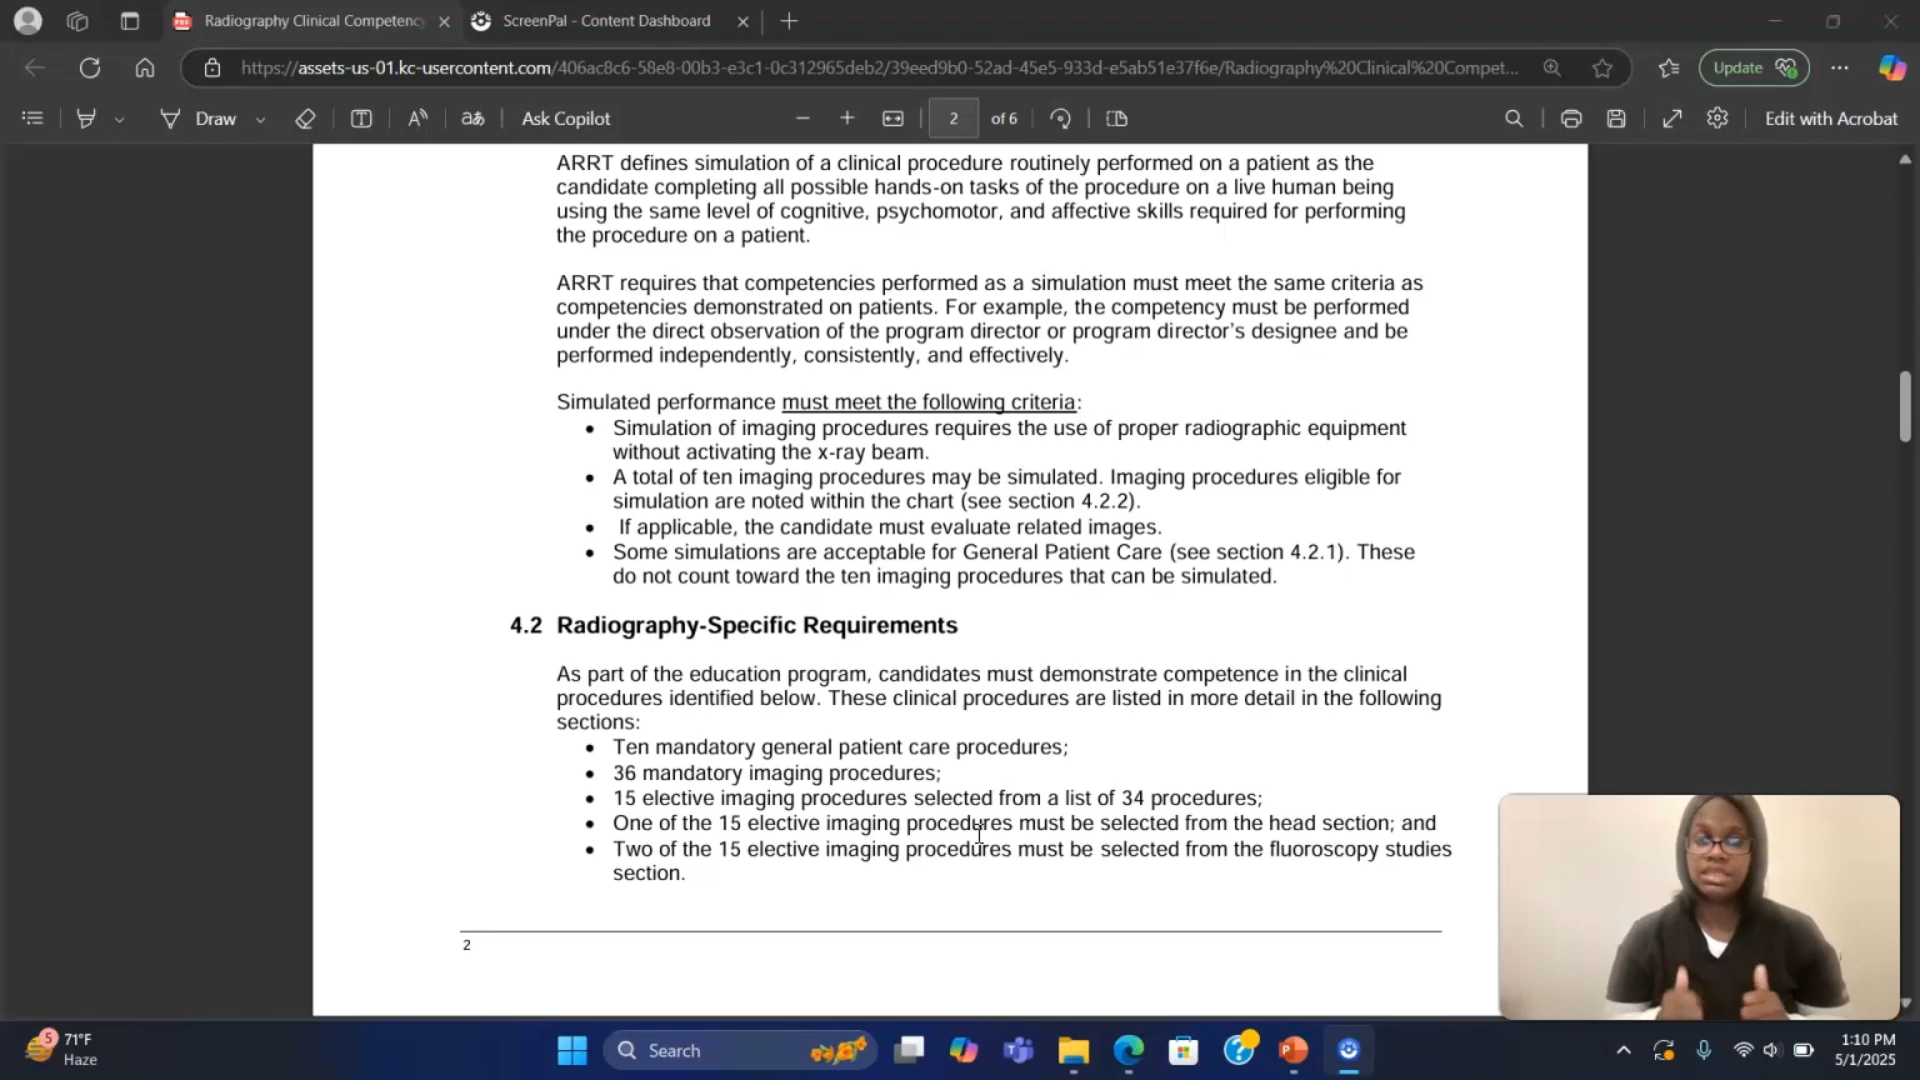 Radiography Clinical Competency
ScreenPal - Content Dashboard
https://assets-us-01.kc-usercontent.com/406ac8c6-58e8-00b3-e3c1-0c312965deb2/39eed9b0-52ad-45e5-933d-e5ab51e37f6e/Radiography%20Clinical%20Compet...
Update
Draw
Ask Copilot
2 of 6
Edit with Acrobat
ARRT defines simulation of a clinical procedure routinely performed on a patient as the
candidate completing all possible hands-on tasks of the procedure on a live human being
using the same level of cognitive, psychomotor, and affective skills required for performing
the procedure on a patient.
ARRT requires that competencies performed as a simulation must meet the same criteria as
competencies demonstrated on patients. For example, the competency must be performed
under the direct observation of the program director or program director's designee and be
performed independently, consistently, and effectively.
Simulated performance must meet the following criteria:
• Simulation of imaging procedures requires the use of proper radiographic equipment
without activating the x-ray beam.
• A total of ten imaging procedures may be simulated. Imaging procedures eligible for
simulation are noted within the chart (see section 4.2.2).
• If applicable, the candidate must evaluate related images.
• Some simulations are acceptable for General Patient Care (see section 4.2.1). These
do not count toward the ten imaging procedures that can be simulated.
4.2 Radiography-Specific Requirements
As part of the education program, candidates must demonstrate competence in the clinical
procedures identified below. These clinical procedures are listed in more detail in the following
sections:
• Ten mandatory general patient care procedures;
• 36 mandatory imaging procedures;
• 15 elective imaging procedures selected from a list of 34 procedures;
• One of the 15 elective imaging procedures must be selected from the head section; and
• Two of the 15 elective imaging procedures must be selected from the fluoroscopy studies
section.
2
5
71°F
Haze
Search
1:10 PM
5/1/2025